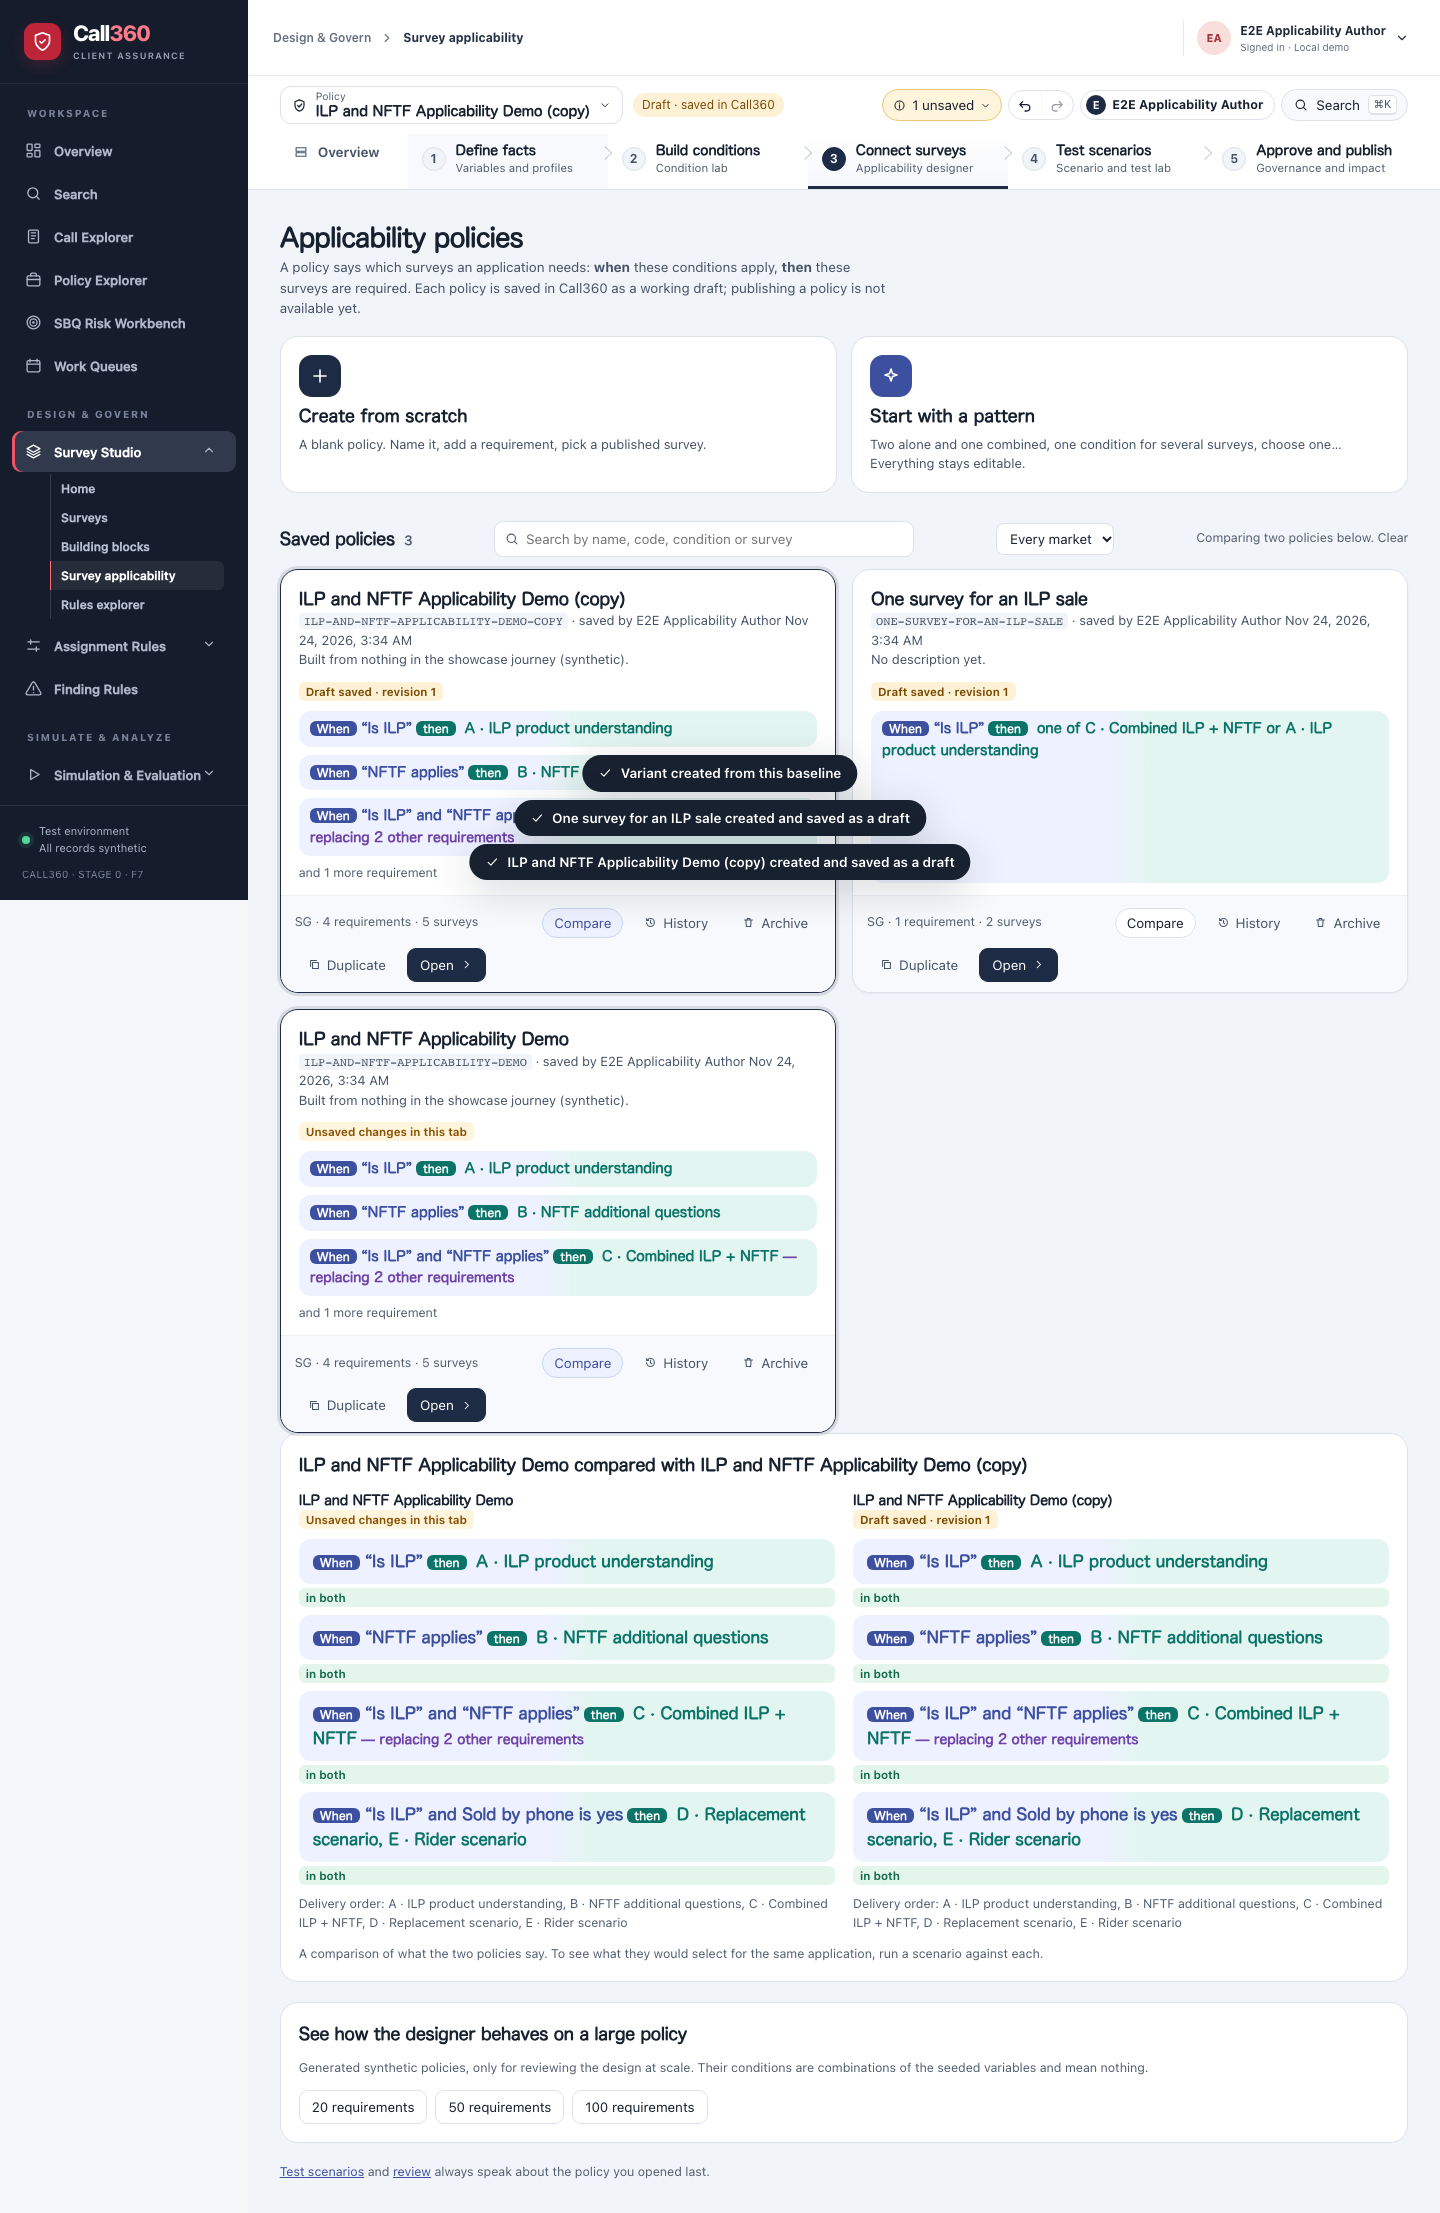 Call360
CLIENT ASSURANCE
WORKSPACE
Overview
Search
Call Explorer
Policy Explorer
SBQ Risk Workbench
Work Queues
DESIGN & GOVERN
Survey Studio
Home
Surveys
Building blocks
Survey applicability
Rules explorer
Assignment Rules
Finding Rules
SIMULATE & ANALYZE
Simulation & Evaluation
Test environment
All records synthetic
CALL360 · STAGE 0 · F7
Design & Govern
Survey applicability
EA
E2E Applicability Author
Signed in · Local demo
Policy
ILP and NFTF Applicability Demo (copy)
Draft · saved in Call360
1 unsaved
E E2E Applicability Author
Search ⌘K
Overview
1 Define facts
Variables and profiles
2 Build conditions
Condition lab
3 Connect surveys
Applicability designer
4 Test scenarios
Scenario and test lab
5 Approve and publish
Governance and impact
Applicability policies
A policy says which surveys an application needs: when these conditions apply, then these
surveys are required. Each policy is saved in Call360 as a working draft; publishing a policy is not
available yet.
Create from scratch
A blank policy. Name it, add a requirement, pick a published survey.
Start with a pattern
Two alone and one combined, one condition for several surveys, choose one…
Everything stays editable.
Saved policies 3
Search by name, code, condition or survey
Every market
Comparing two policies below. Clear
ILP and NFTF Applicability Demo (copy)
ILP-AND-NFTF-APPLICABILITY-DEMO-COPY · saved by E2E Applicability Author Nov
24, 2026, 3:34 AM
Built from nothing in the showcase journey (synthetic).
Draft saved · revision 1
When “Is ILP” then A · ILP product understanding
When “NFTF applies” then B · NFTF
When “Is ILP” and “NFTF ap
replacing 2 other requirements
and 1 more requirement
SG · 4 requirements · 5 surveys
Compare
History
Archive
Duplicate
Open
One survey for an ILP sale
ONE-SURVEY-FOR-AN-ILP-SALE · saved by E2E Applicability Author Nov 24, 2026,
3:34 AM
No description yet.
Draft saved · revision 1
When “Is ILP” then one of C · Combined ILP + NFTF or A · ILP
product understanding
SG · 1 requirement · 2 surveys
Compare
History
Archive
Duplicate
Open
Variant created from this baseline
One survey for an ILP sale created and saved as a draft
ILP and NFTF Applicability Demo (copy) created and saved as a draft
ILP and NFTF Applicability Demo
ILP-AND-NFTF-APPLICABILITY-DEMO · saved by E2E Applicability Author Nov 24,
2026, 3:34 AM
Built from nothing in the showcase journey (synthetic).
Unsaved changes in this tab
When “Is ILP” then A · ILP product understanding
When “NFTF applies” then B · NFTF additional questions
When “Is ILP” and “NFTF applies” then C · Combined ILP + NFTF —
replacing 2 other requirements
and 1 more requirement
SG · 4 requirements · 5 surveys
Compare
History
Archive
Duplicate
Open
ILP and NFTF Applicability Demo compared with ILP and NFTF Applicability Demo (copy)
ILP and NFTF Applicability Demo
Unsaved changes in this tab
When “Is ILP” then A · ILP product understanding
in both
When “NFTF applies” then B · NFTF additional questions
in both
When “Is ILP” and “NFTF applies” then C · Combined ILP +
NFTF — replacing 2 other requirements
in both
When “Is ILP” and Sold by phone is yes then D · Replacement
scenario, E · Rider scenario
in both
Delivery order: A · ILP product understanding, B · NFTF additional questions, C · Combined
ILP + NFTF, D · Replacement scenario, E · Rider scenario
ILP and NFTF Applicability Demo (copy)
Draft saved · revision 1
When “Is ILP” then A · ILP product understanding
in both
When “NFTF applies” then B · NFTF additional questions
in both
When “Is ILP” and “NFTF applies” then C · Combined ILP +
NFTF — replacing 2 other requirements
in both
When “Is ILP” and Sold by phone is yes then D · Replacement
scenario, E · Rider scenario
in both
Delivery order: A · ILP product understanding, B · NFTF additional questions, C · Combined
ILP + NFTF, D · Replacement scenario, E · Rider scenario
A comparison of what the two policies say. To see what they would select for the same application, run a scenario against each.
See how the designer behaves on a large policy
Generated synthetic policies, only for reviewing the design at scale. Their conditions are combinations of the seeded variables and mean nothing.
20 requirements
50 requirements
100 requirements
Test scenarios and review always speak about the policy you opened last.